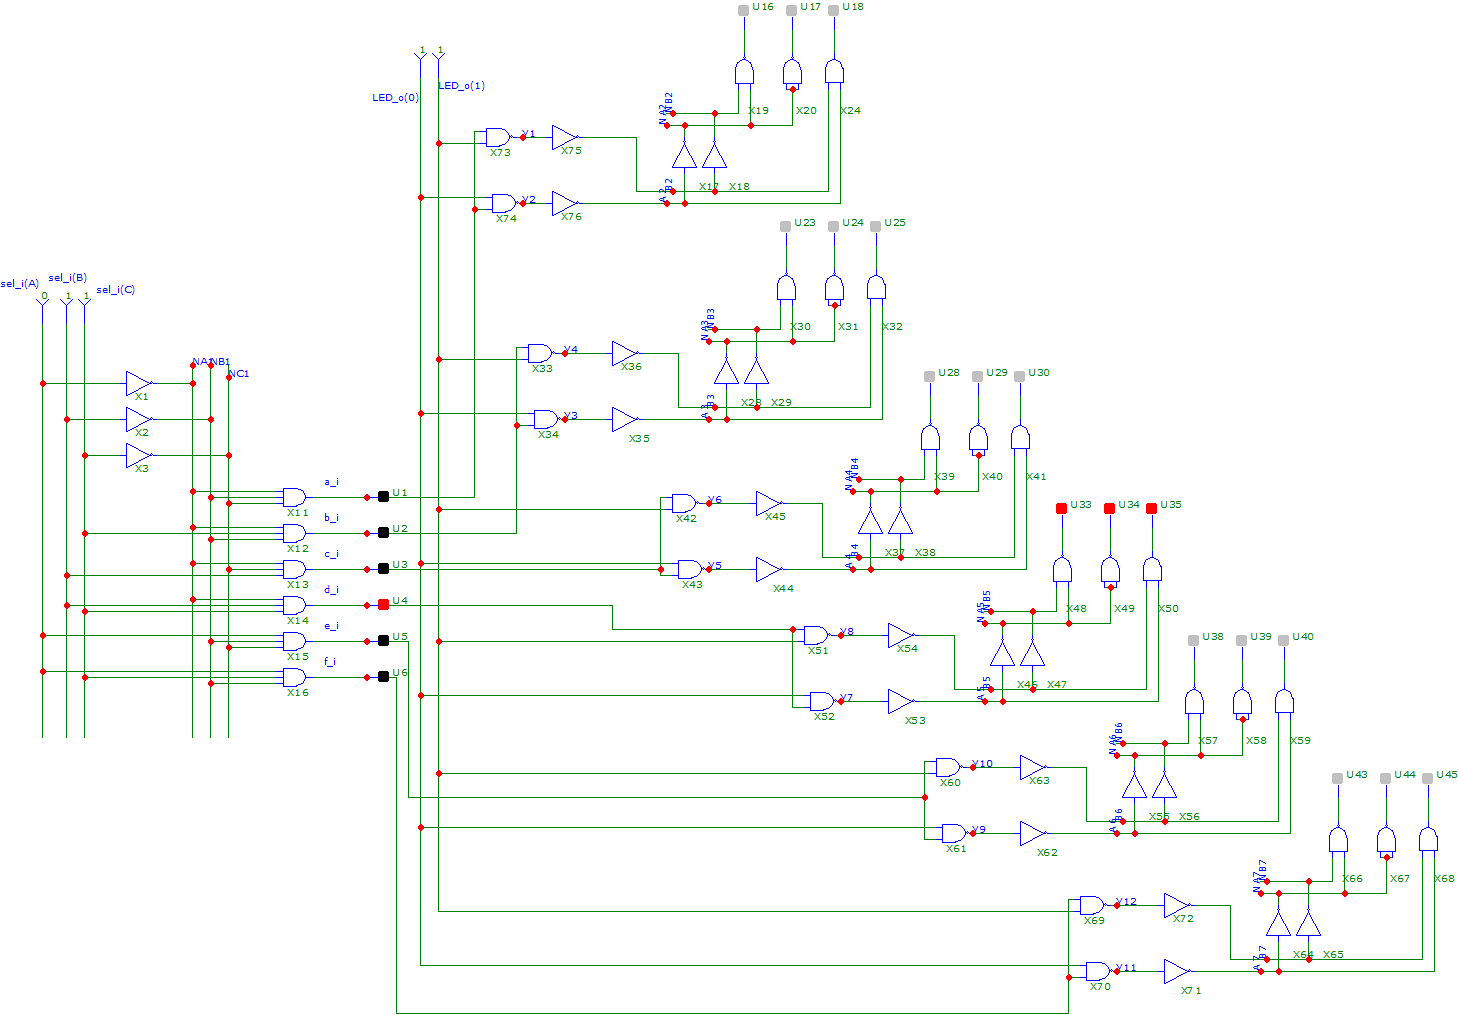 U16 U17 U18
1 1
LED_o(1)
LED_o(0)
NA2 NB2
X19 X20 X24
Y1
X73 X75
A2 B2
X17 X18
Y2
X74 X76
U23 U24 U25
sel_i(A) sel_i(B) sel_i(C)
0 1 1
NA3 NB3
X30 X31 X32
Y4
X33 X36
NA1 NB1
NC1
U28 U29 U30
X1
A3 B3
X28 X29
Y3
X34 X35
X2
X3
NA4 NB4
X39 X40 X41
a_i
U1
X11
Y6
X42 X45
U33 U34 U35
b_i
U2
X12
A4 B4
X37 X38
c_i
U3
X13
Y5
X43 X44
d_i
U4
X14
NA5 NB5
X48 X49 X50
e_i
U5
X15
Y8
X51 X54
U38 U39 U40
f_i
U6
X16
A5 B5
X46 X47
Y7
X52 X53
NA6 NB6
X57 X58 X59
Y10
X60 X63
U43 U44 U45
A6 B6
X55 X56
Y9
X61 X62
NA7 NB7
X66 X67 X68
Y12
X69 X72
A7 B7
X64 X65
Y11
X70 X71